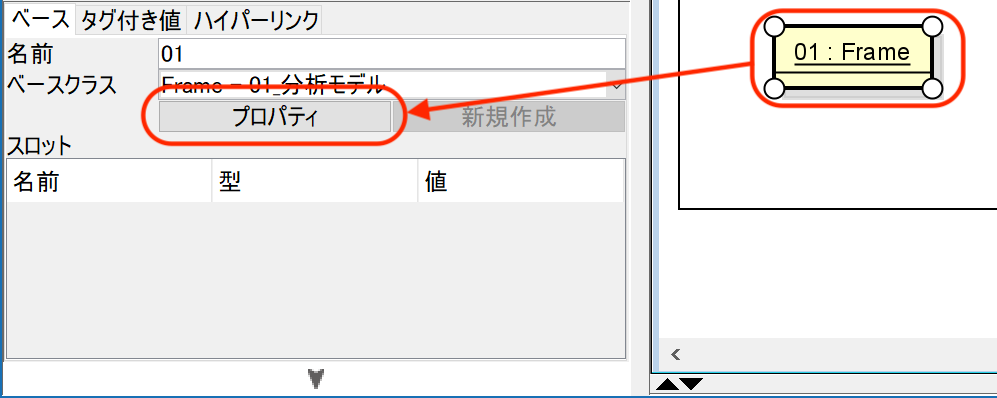 ベース タグ付き値 ハイパーリンク
名前 01
ベースクラス Frame - 01_分析モデル
プロパティ 新規作成
スロット
名前 型 値
01 : Frame